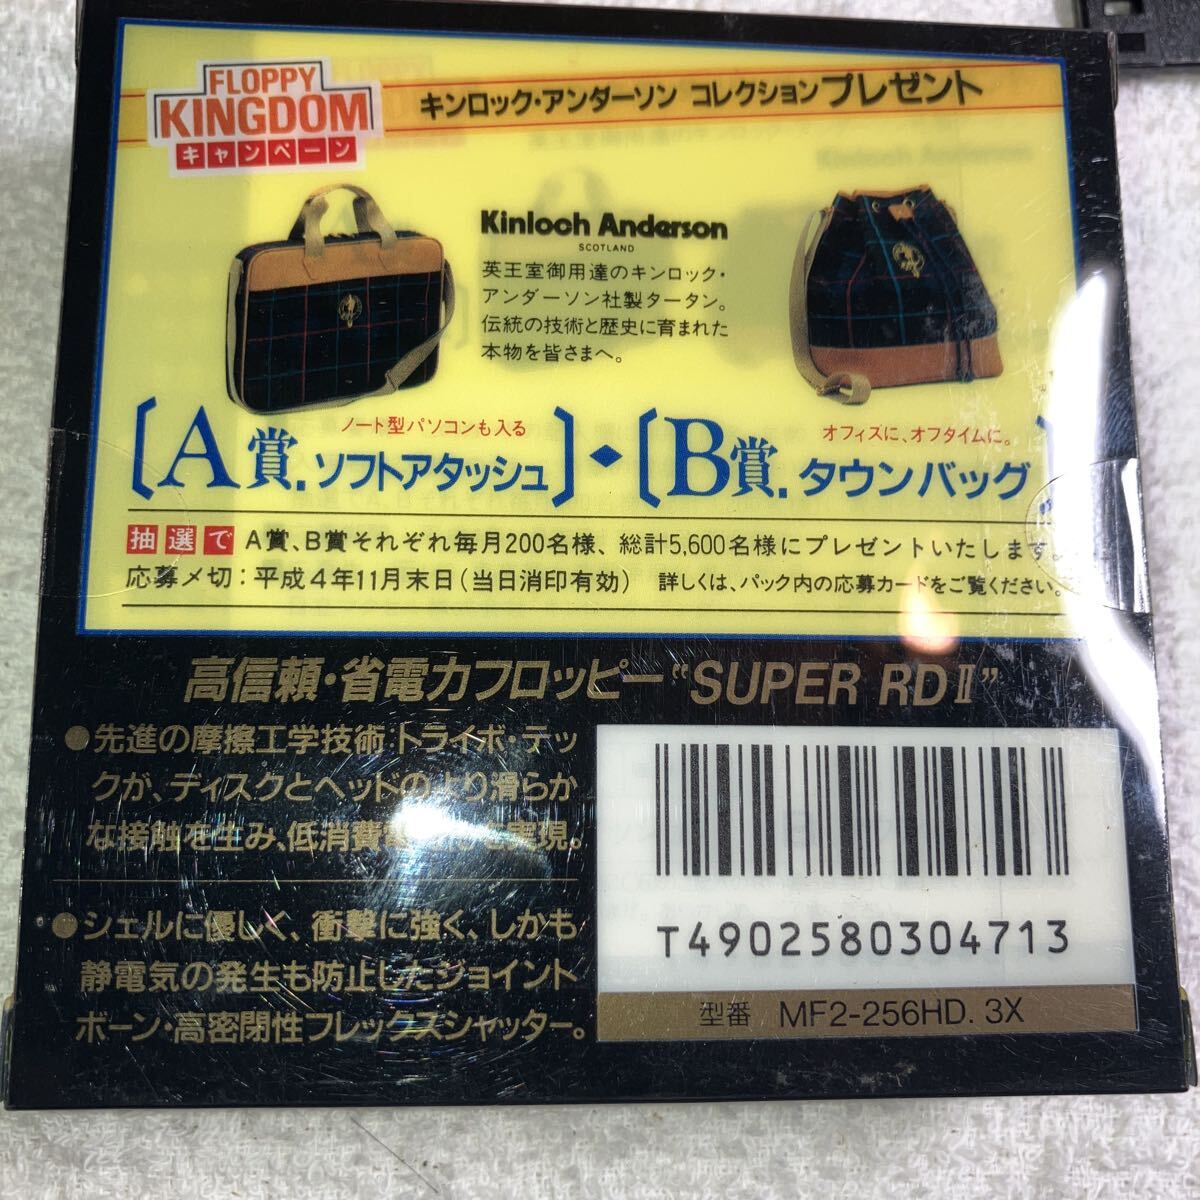 FLOPPY
KINGDOM
キャンペーン
キンロック・アンダーソン コレクションプレゼント
Kinloch Anderson
SCOTLAND
英王室御用達のキンロック・
アンダーソン社製タータン。
伝統の技術と歴史に育まれた
本物を皆さまへ。
ノート型パソコンも入る
〔A賞.ソフトアタッシュ〕◆
オフィスに、オフタイムに。
〔B賞.タウンバッグ〕
抽選で A賞、B賞それぞれ毎月200名様、総計5,600名様にプレゼントいたします。
応募〆切：平成4年11月末日（当日消印有効） 詳しくは、パック内の応募カードをご覧ください。
高信頼・省電力フロッピー“SUPER RDⅡ”
●先進の摩擦工学技術トライボ・テッ
クが、ディスクとヘッドのより滑らか
な接触を生み、低消費電 実現。
●シェルに優しく、衝撃に強く、しかも
静電気の発生も防止したジョイント
ボーン・高密閉性フレックスシャッター。
T4902580304713
型番 MF2-256HD. 3X